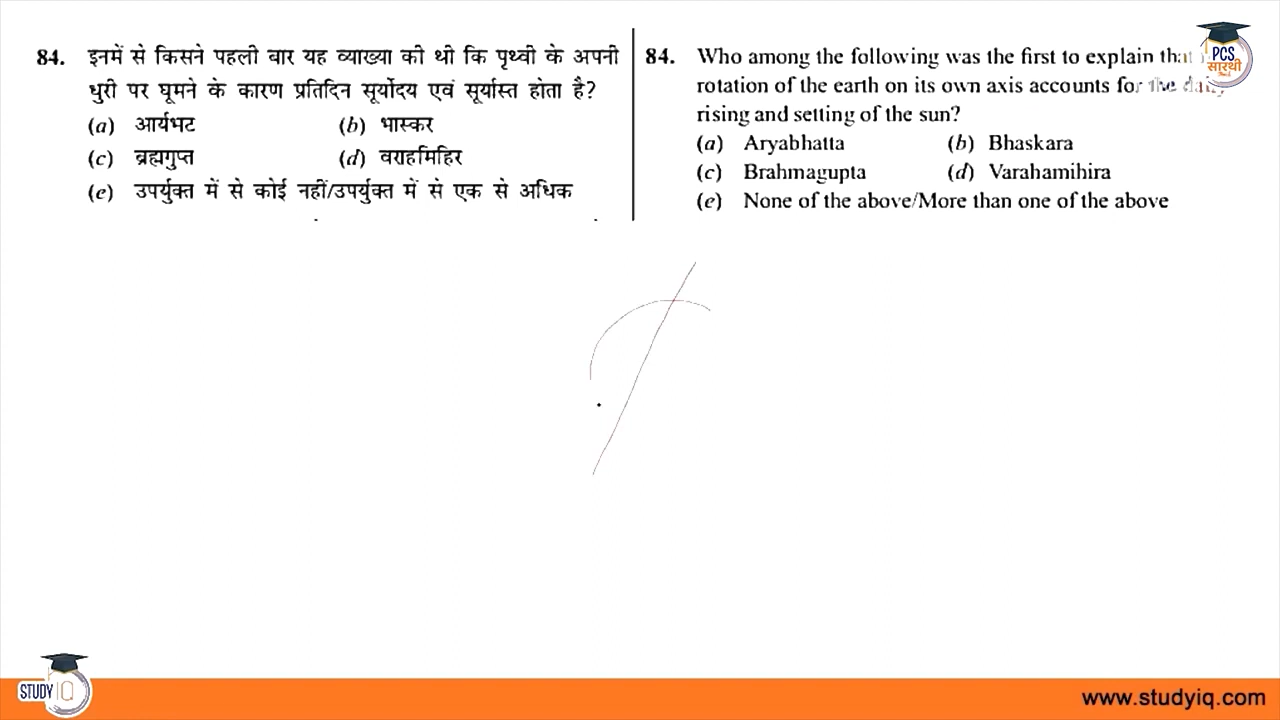 84. इनमें से किसने पहली बार यह व्याख्या की थी कि पृथ्वी के अपनी
धुरी पर घूमने के कारण प्रतिदिन सूर्योदय एवं सूर्यास्त होता है?
(a) आर्यभट
(b) भास्कर
(c) ब्रह्मगुप्त
(d) वराहमिहिर
(e) उपर्युक्त में से कोई नहीं/उपर्युक्त में से एक से अधिक
84. Who among the following was the first to explain that
rotation of the earth on its own axis accounts for the daily
rising and setting of the sun?
(a) Aryabhatta
(b) Bhaskara
(c) Brahmagupta
(d) Varahamihira
(e) None of the above/More than one of the above
PCS
सारथी
STUDY IQ
www.studyiq.com